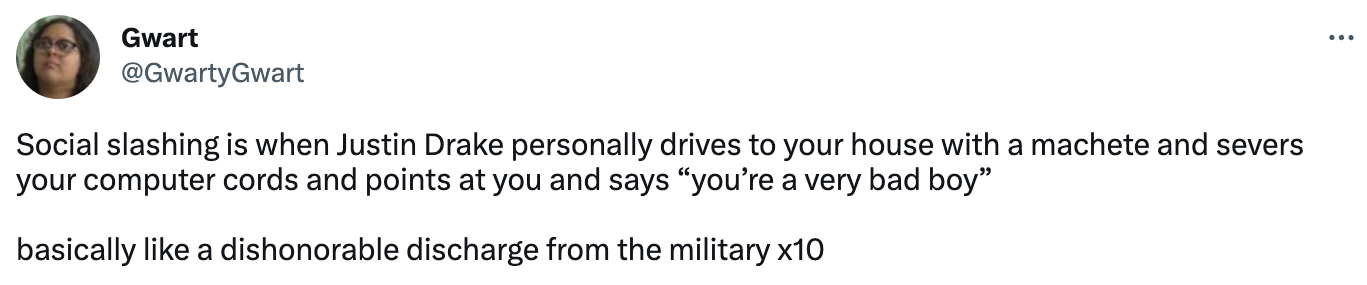 Gwart
@GwartyGwart
Social slashing is when Justin Drake personally drives to your house with a machete and severs
your computer cords and points at you and says “you’re a very bad boy”
basically like a dishonorable discharge from the military x10